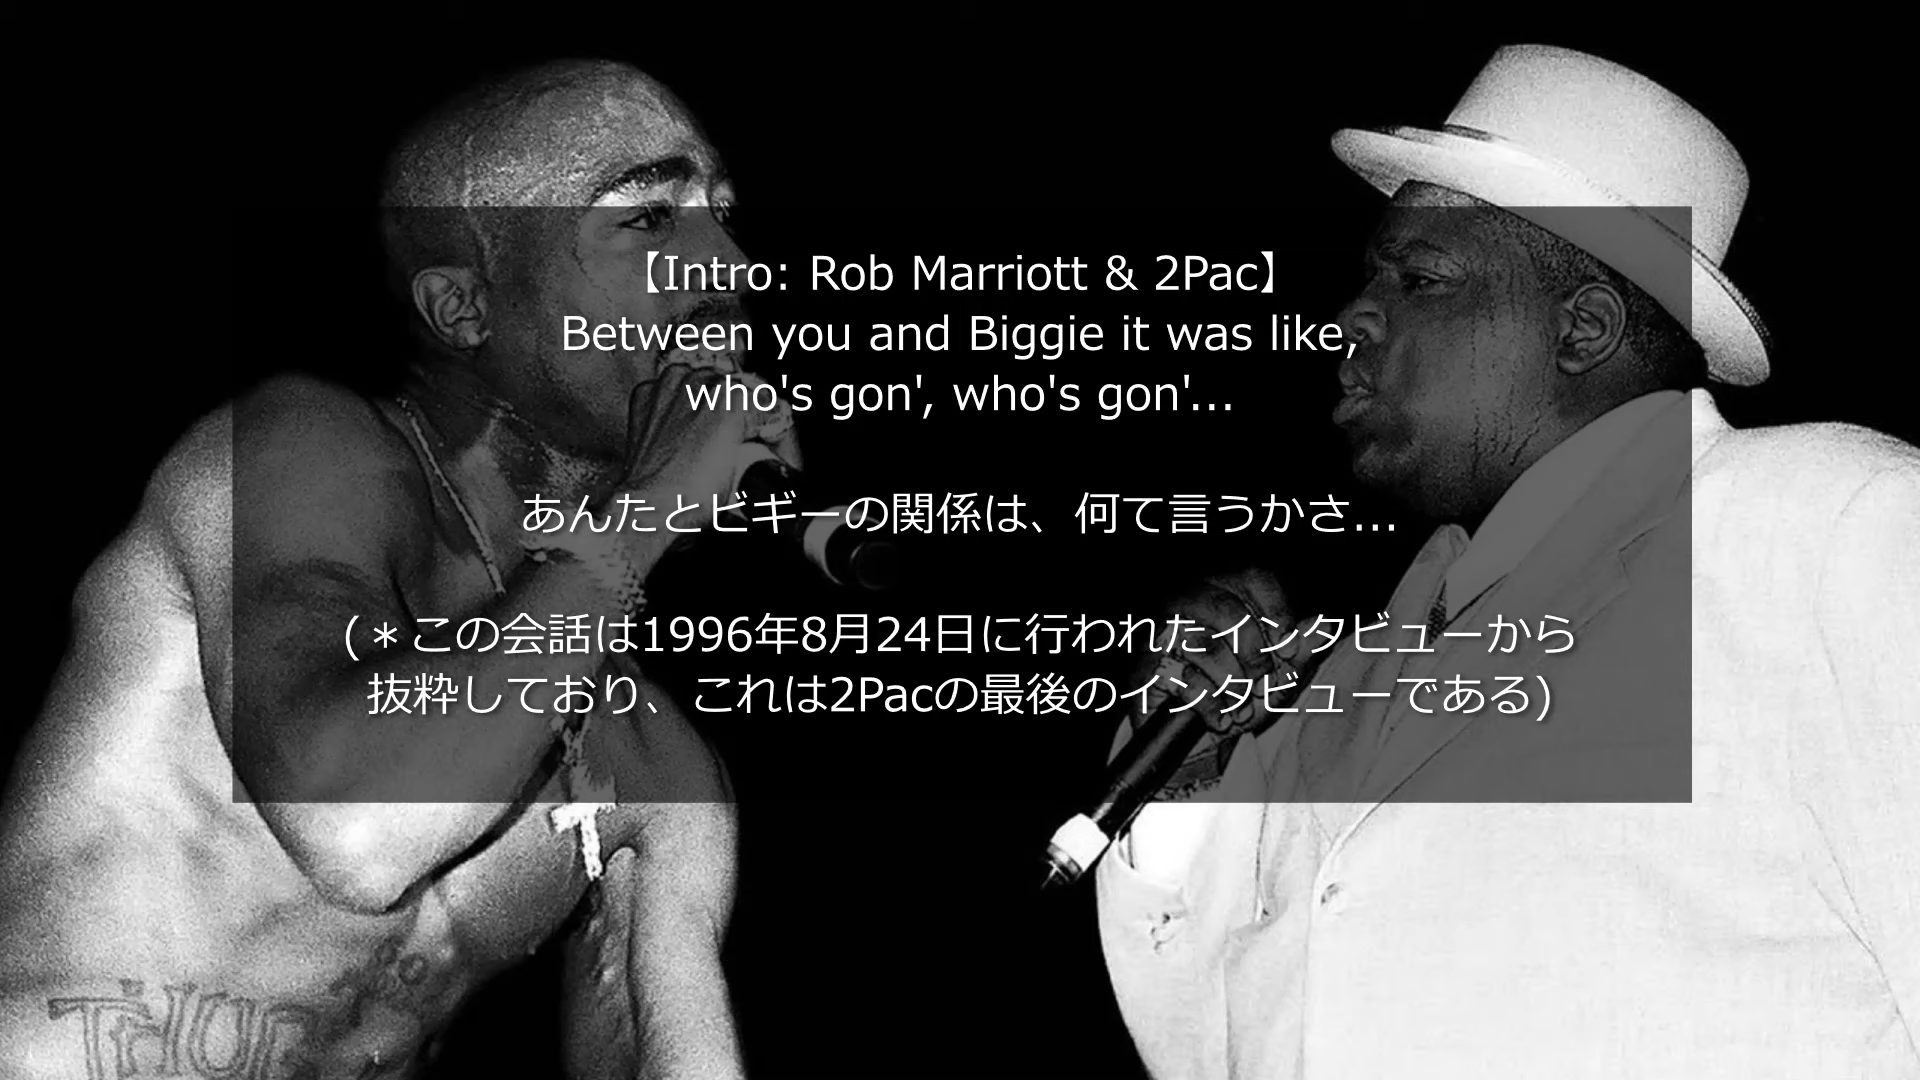 【Intro: Rob Marriott & 2Pac】
Between you and Biggie it was like,
who's gon', who's gon'...
あんたとビギーの関係は、何て言うかさ...
(＊この会話は1996年8月24日に行われたインタビューから
抜粋しており、これは2Pacの最後のインタビューである)
THUG